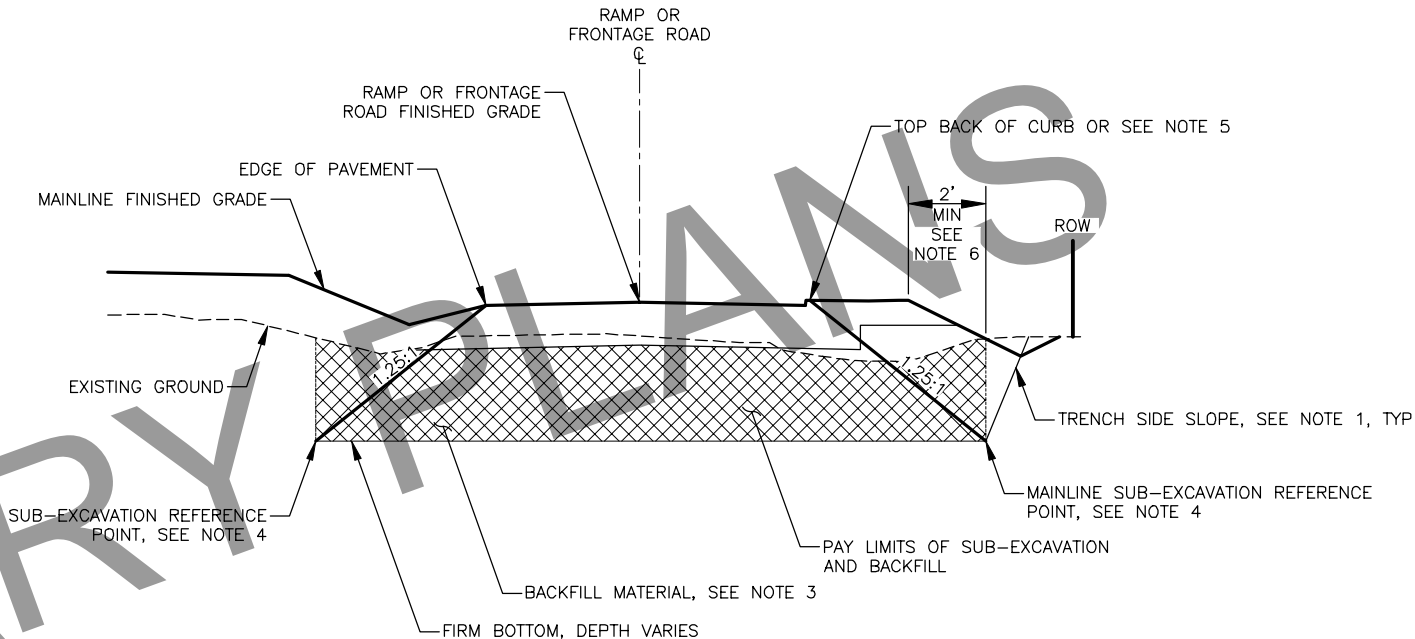 RAMP OR
FRONTAGE ROAD
℄
RAMP OR FRONTAGE
ROAD FINISHED GRADE
TOP BACK OF CURB OR SEE NOTE 5
EDGE OF PAVEMENT
MAINLINE FINISHED GRADE
2'
MIN
SEE
NOTE 6
ROW
EXISTING GROUND
1.25:1
.25:1
TRENCH SIDE SLOPE, SEE NOTE 1, TYP
SUB-EXCAVATION REFERENCE
POINT, SEE NOTE 4
MAINLINE SUB-EXCAVATION REFERENCE
POINT, SEE NOTE 4
PAY LIMITS OF SUB-EXCAVATION
AND BACKFILL
BACKFILL MATERIAL, SEE NOTE 3
FIRM BOTTOM, DEPTH VARIES
RY PLANS